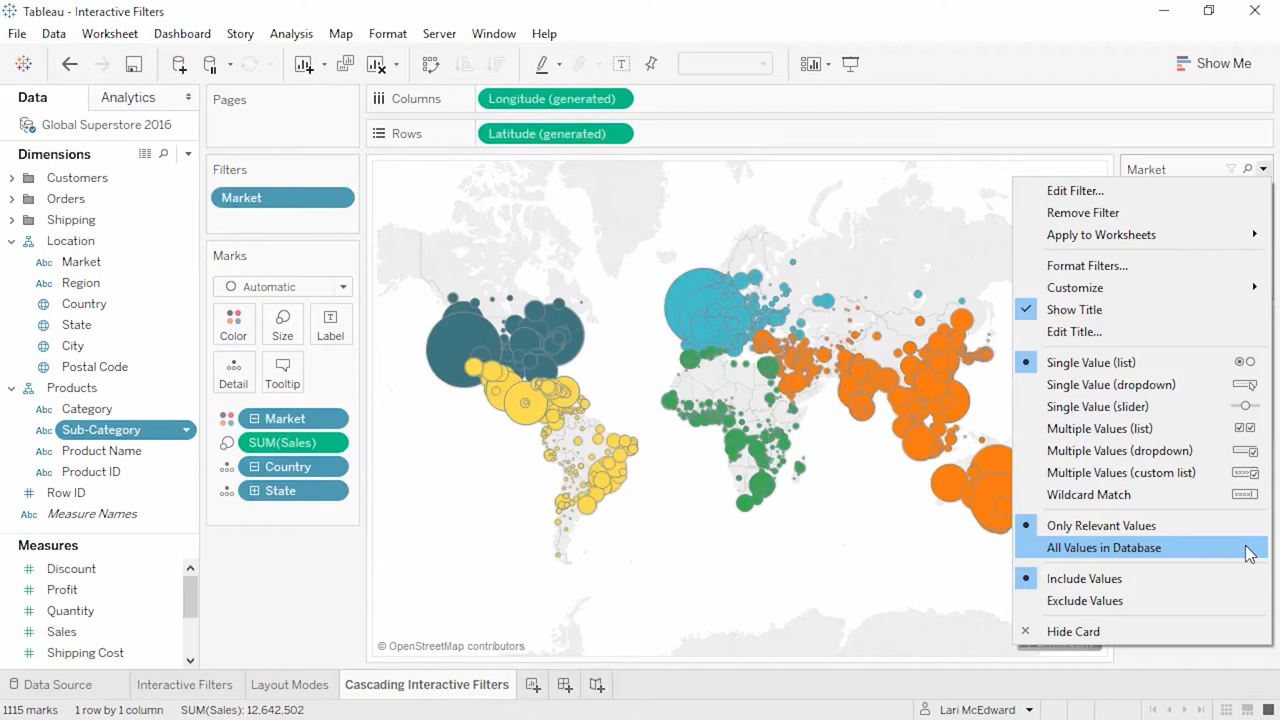 Tableau - Interactive Filters
File Data Worksheet Dashboard Story Analysis Map Format Server Window Help
Show Me
Data Analytics
Global Superstore 2016
Dimensions
Customers
Orders
Shipping
Location
Abc Market
Abc Region
Country
State
City
Abc Postal Code
Products
Abc Category
Abc Sub-Category
Abc Product Name
Abc Product ID
Row ID
Abc Measure Names
Measures
Discount
Profit
Quantity
Sales
Shipping Cost
Pages
Filters
Market
Marks
Automatic
Color Size Label
Detail Tooltip
Market
SUM(Sales)
Country
State
Columns Longitude (generated)
Rows Latitude (generated)
© OpenStreetMap contributors
Market
Edit Filter...
Remove Filter
Apply to Worksheets
Format Filters...
Customize
Show Title
Edit Title...
Single Value (list)
Single Value (dropdown)
Single Value (slider)
Multiple Values (list)
Multiple Values (dropdown)
Multiple Values (custom list)
Wildcard Match
Only Relevant Values
All Values in Database
Include Values
Exclude Values
Hide Card
Data Source Interactive Filters Layout Modes Cascading Interactive Filters
1115 marks 1 row by 1 column SUM(Sales): 12,642,502 Lari McEdward